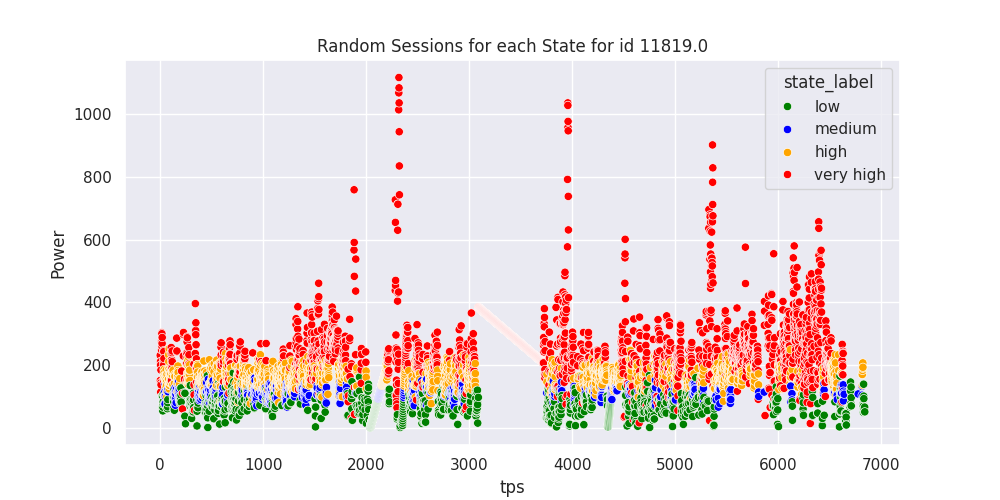 Random Sessions for each State for id 11819.0
state_label
low
medium
high
very high
Power
1000
800
600
400
200
0
0 1000 2000 3000 4000 5000 6000 7000
tps